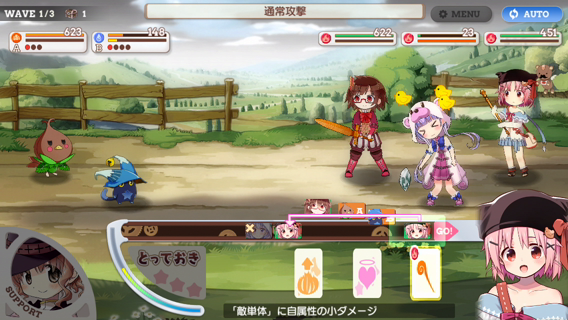 WAVE 1/3 1
通常攻撃
MENU
AUTO
623
A
148
B
622
23
451
GO!
とっておき
SUPPORT
「敵単体」に自属性の小ダメージ